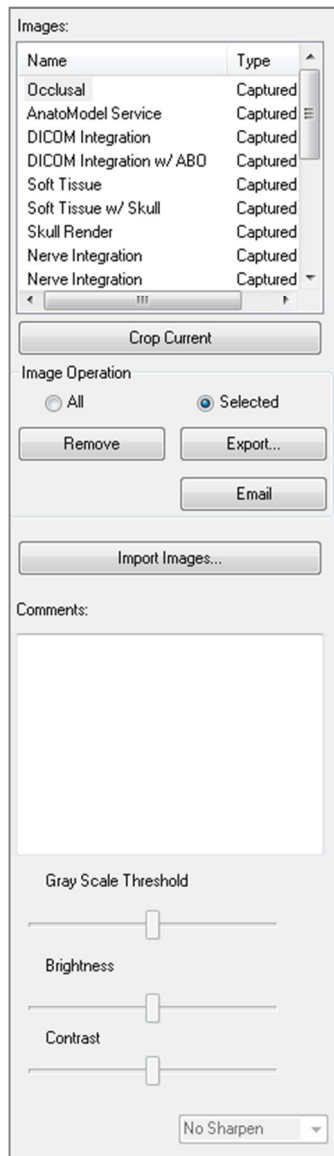 Images:
Name Type
Occlusal Captured
AnatoModel Service Captured
DICOM Integration Captured
DICOM Integration w/ ABO Captured
Soft Tissue Captured
Soft Tissue w/ Skull Captured
Skull Render Captured
Nerve Integration Captured
Nerve Integration Captured
Crop Current
Image Operation
All Selected
Remove Export...
Email
Import Images...
Comments:
Gray Scale Threshold
Brightness
Contrast
No Sharpen